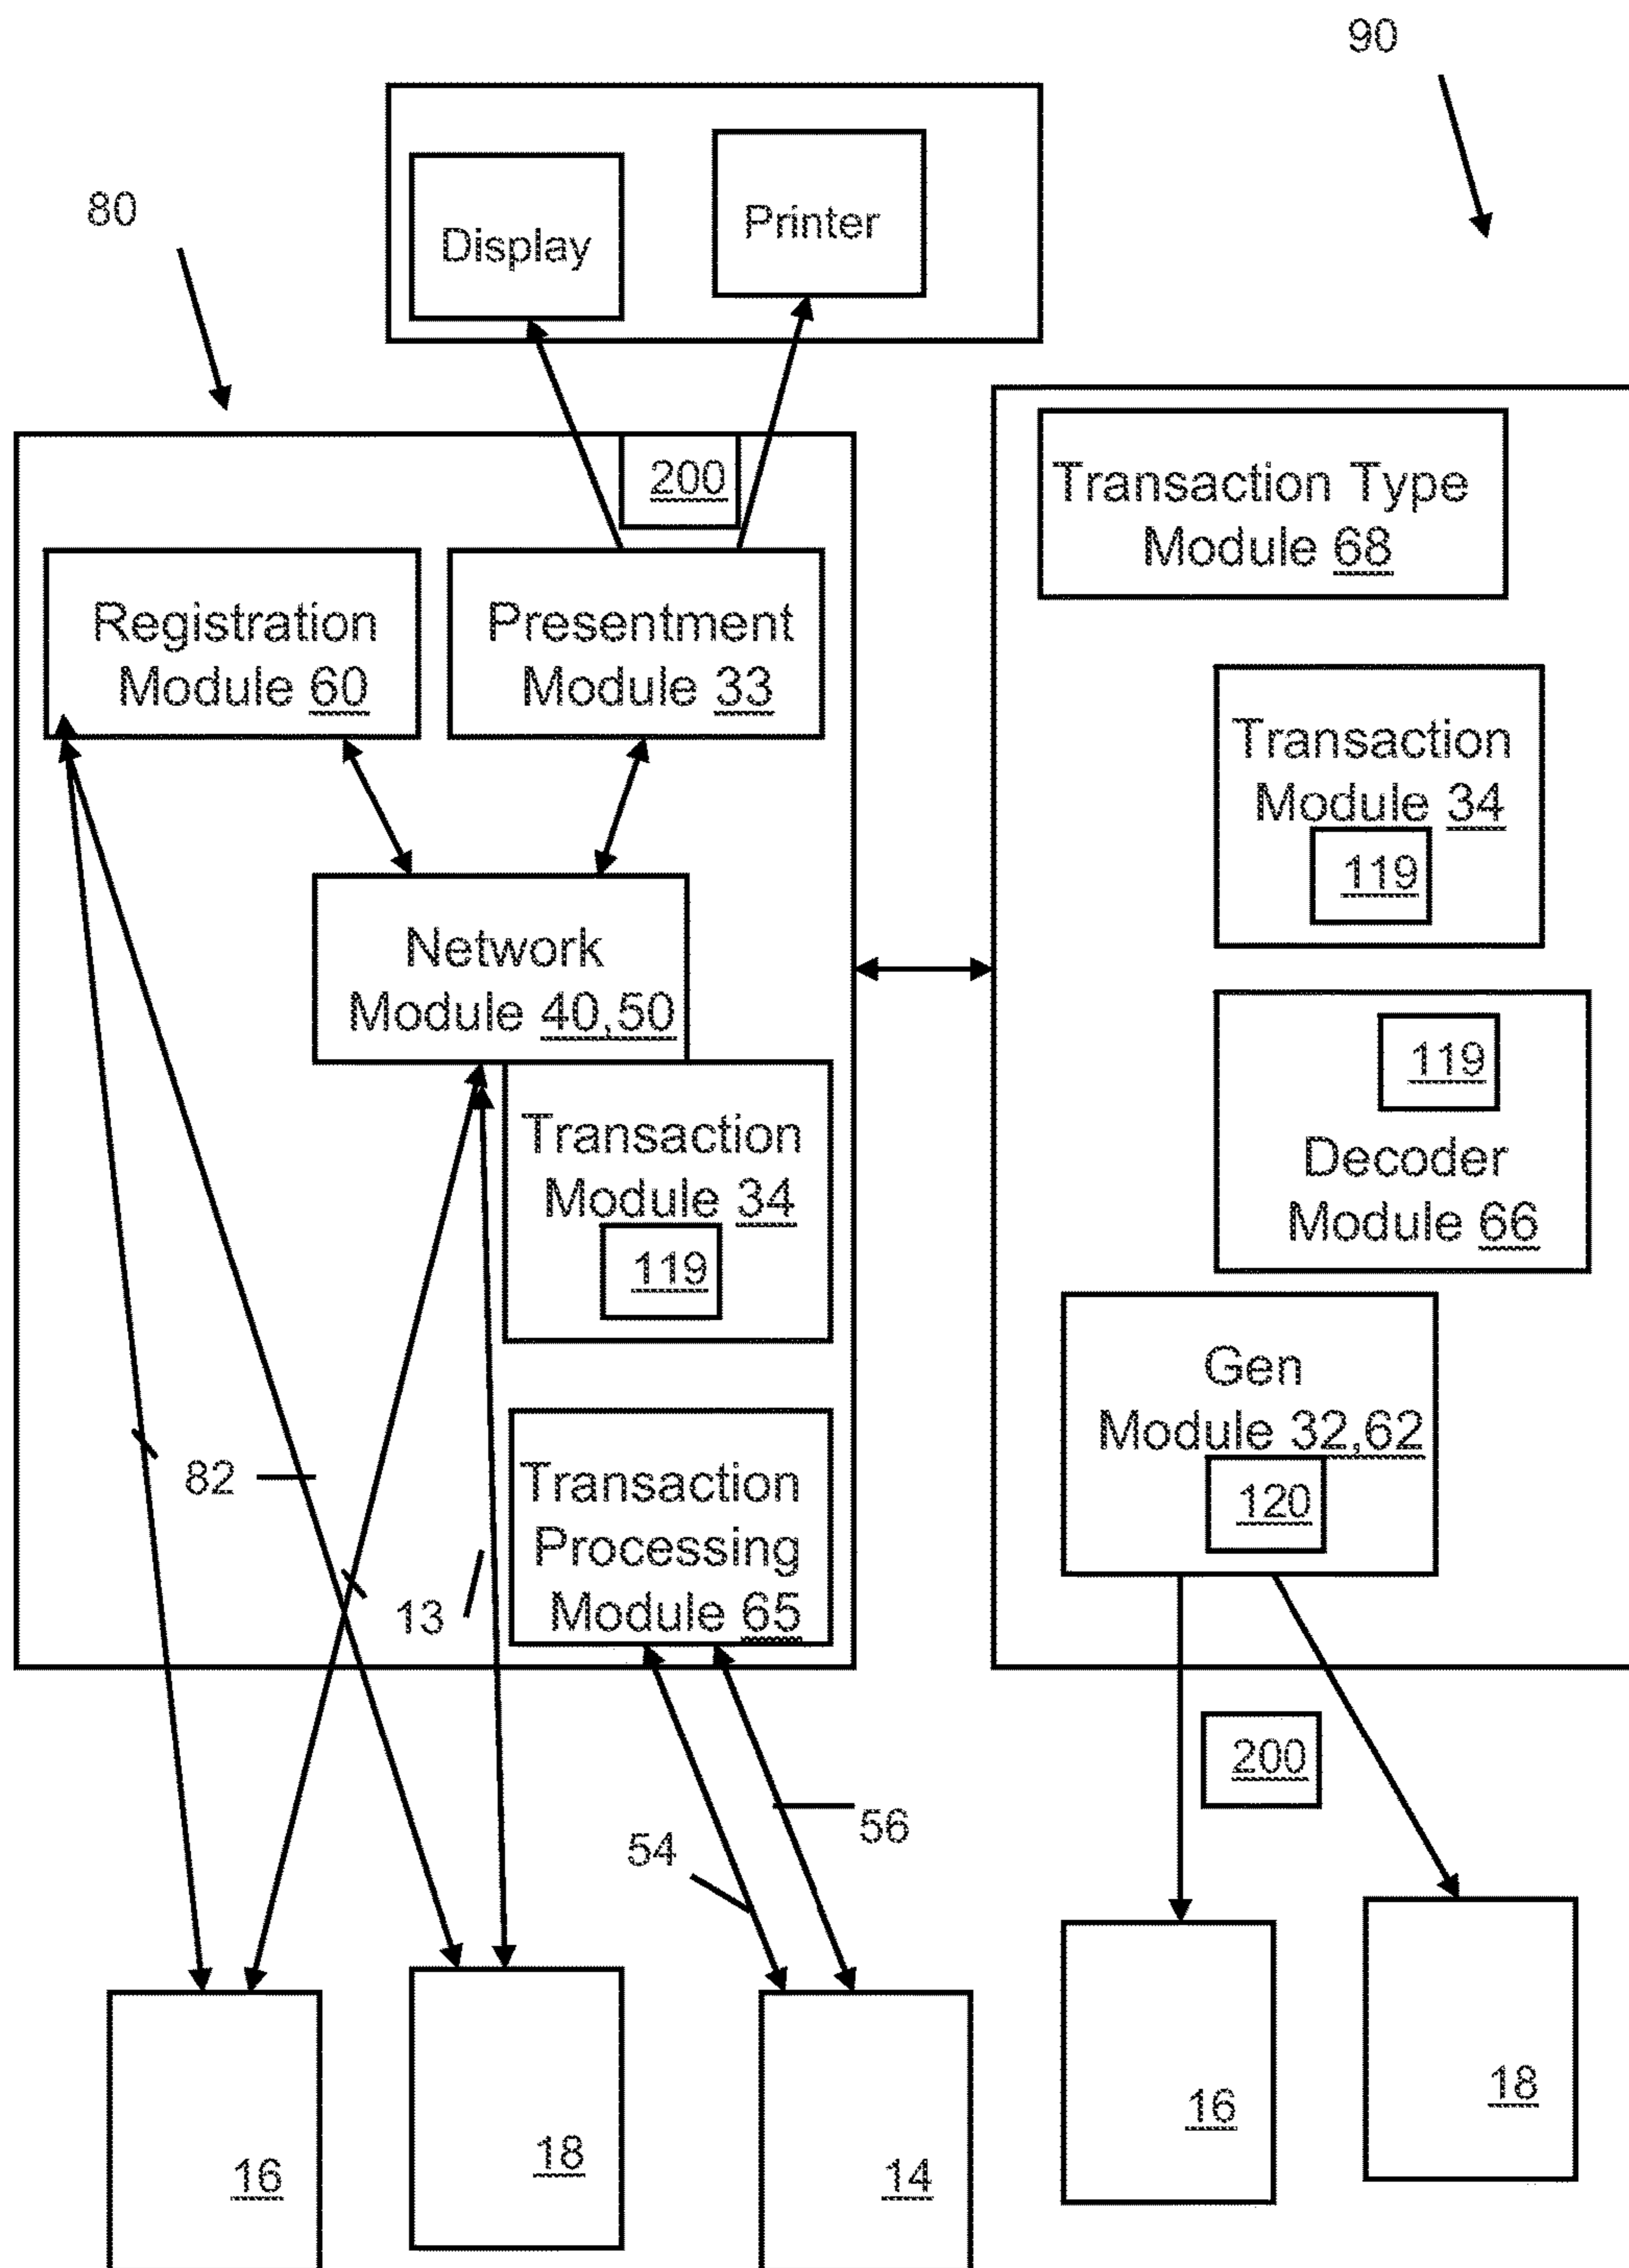 90
80
Display
Printer
200
Registration
Module 60
Presentment
Module 33
Network
Module 40,50
Transaction
Module 34
119
Transaction
Processing
Module 65
82
13
54
56
16
18
14
Transaction Type
Module 68
Transaction
Module 34
119
119
Decoder
Module 66
Gen
Module 32,62
120
200
16
18